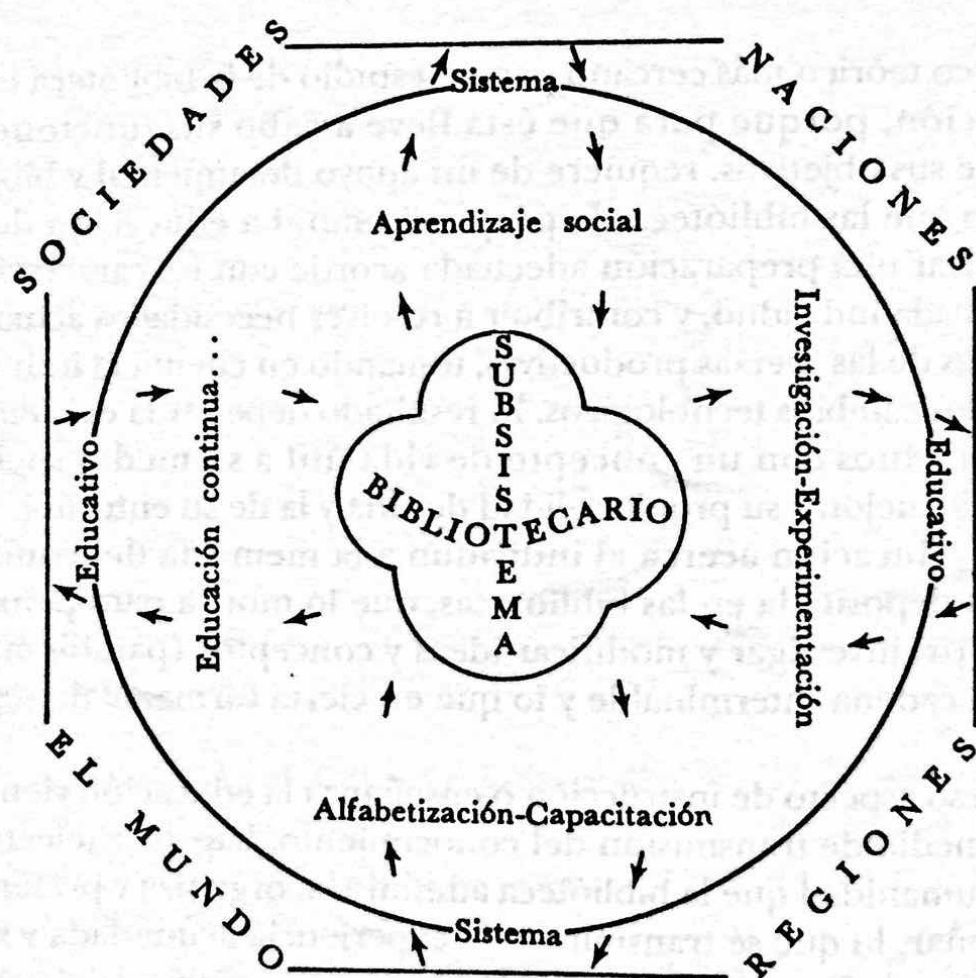 SOCIEDADES
NACIONES
Sistema
Aprendizaje social
Educativo
Educación continua...
SUBSISTEMA
BIBLIOTECARIO
Investigación-Experimentación
Educativo
Alfabetización-Capacitación
Sistema
EL MUNDO
REGIONES